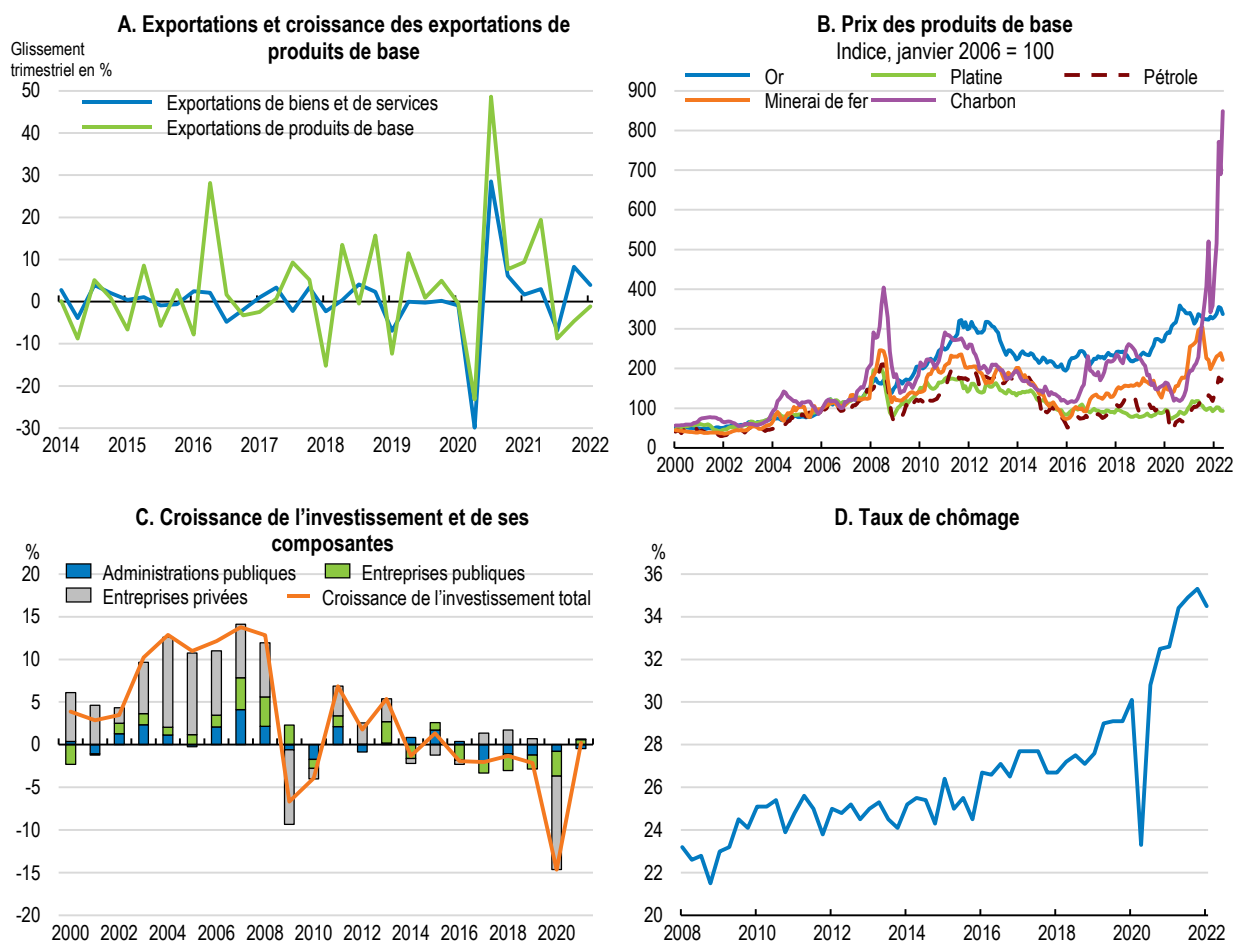 A. Exportations et croissance des exportations de
produits de base
Glissement
trimestriel en %
50
40
30
20
10
0
-10
-20
-30
Exportations de biens et de services
Exportations de produits de base
2014 2015 2016 2017 2018 2019 2020 2021 2022
B. Prix des produits de base
Indice, janvier 2006 = 100
Or Platine Pétrole
Minerai de fer Charbon
900
800
700
600
500
400
300
200
100
0
2000 2002 2004 2006 2008 2010 2012 2014 2016 2018 2020 2022
C. Croissance de l’investissement et de ses
composantes
%
Administrations publiques Entreprises publiques
Entreprises privées Croissance de l’investissement total
20
15
10
5
0
-5
-10
-15
-20
2000 2002 2004 2006 2008 2010 2012 2014 2016 2018 2020
D. Taux de chômage
%
36
34
32
30
28
26
24
22
20
2008 2010 2012 2014 2016 2018 2020 2022